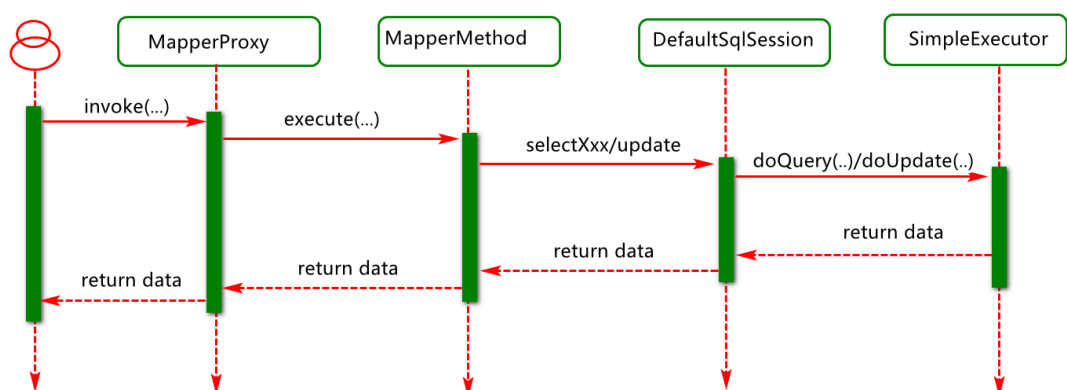 MapperProxy
MapperMethod
DefaultSqlSession
SimpleExecutor
invoke(...)
execute(...)
selectXxx/update
doQuery(..)/doUpdate(..)
return data
return data
return data
return data